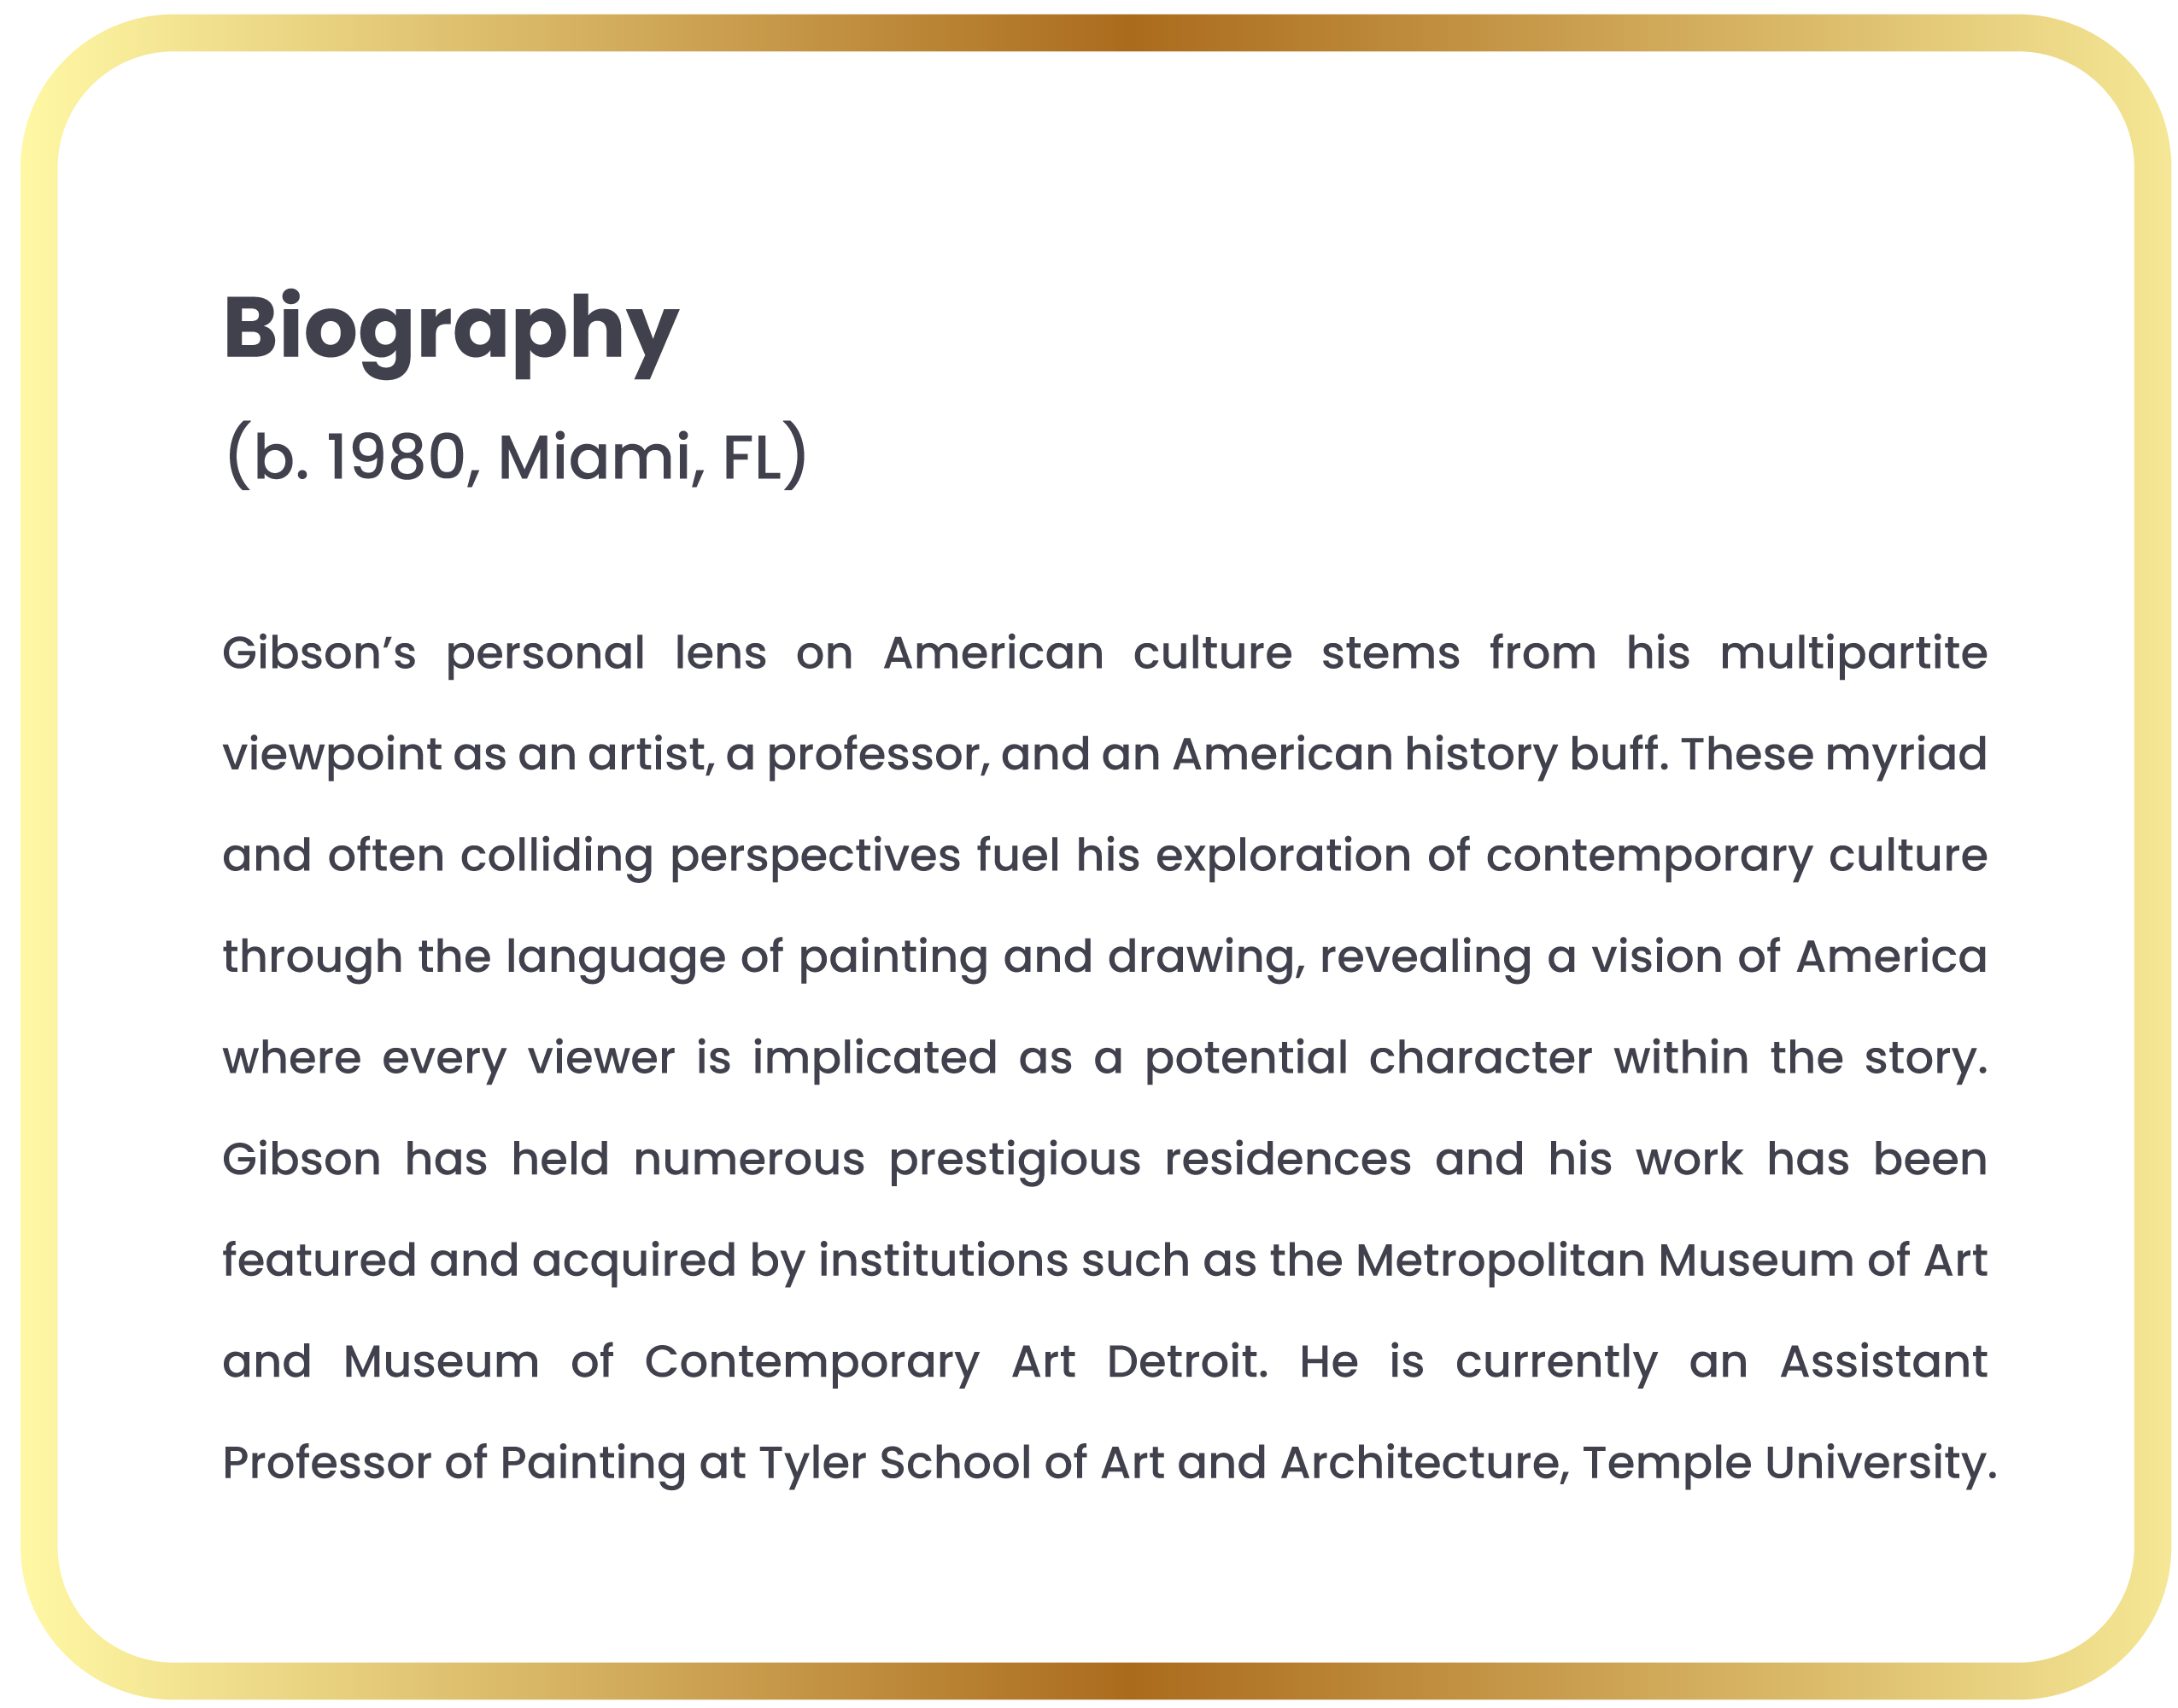 Biography
(b. 1980, Miami, FL)
Gibson’s personal lens on American culture stems from his multipartite
viewpoint as an artist, a professor, and an American history buff. These myriad
and often colliding perspectives fuel his exploration of contemporary culture
through the language of painting and drawing, revealing a vision of America
where every viewer is implicated as a potential character within the story.
Gibson has held numerous prestigious residences and his work has been
featured and acquired by institutions such as the Metropolitan Museum of Art
and Museum of Contemporary Art Detroit. He is currently an Assistant
Professor of Painting at Tyler School of Art and Architecture, Temple University.